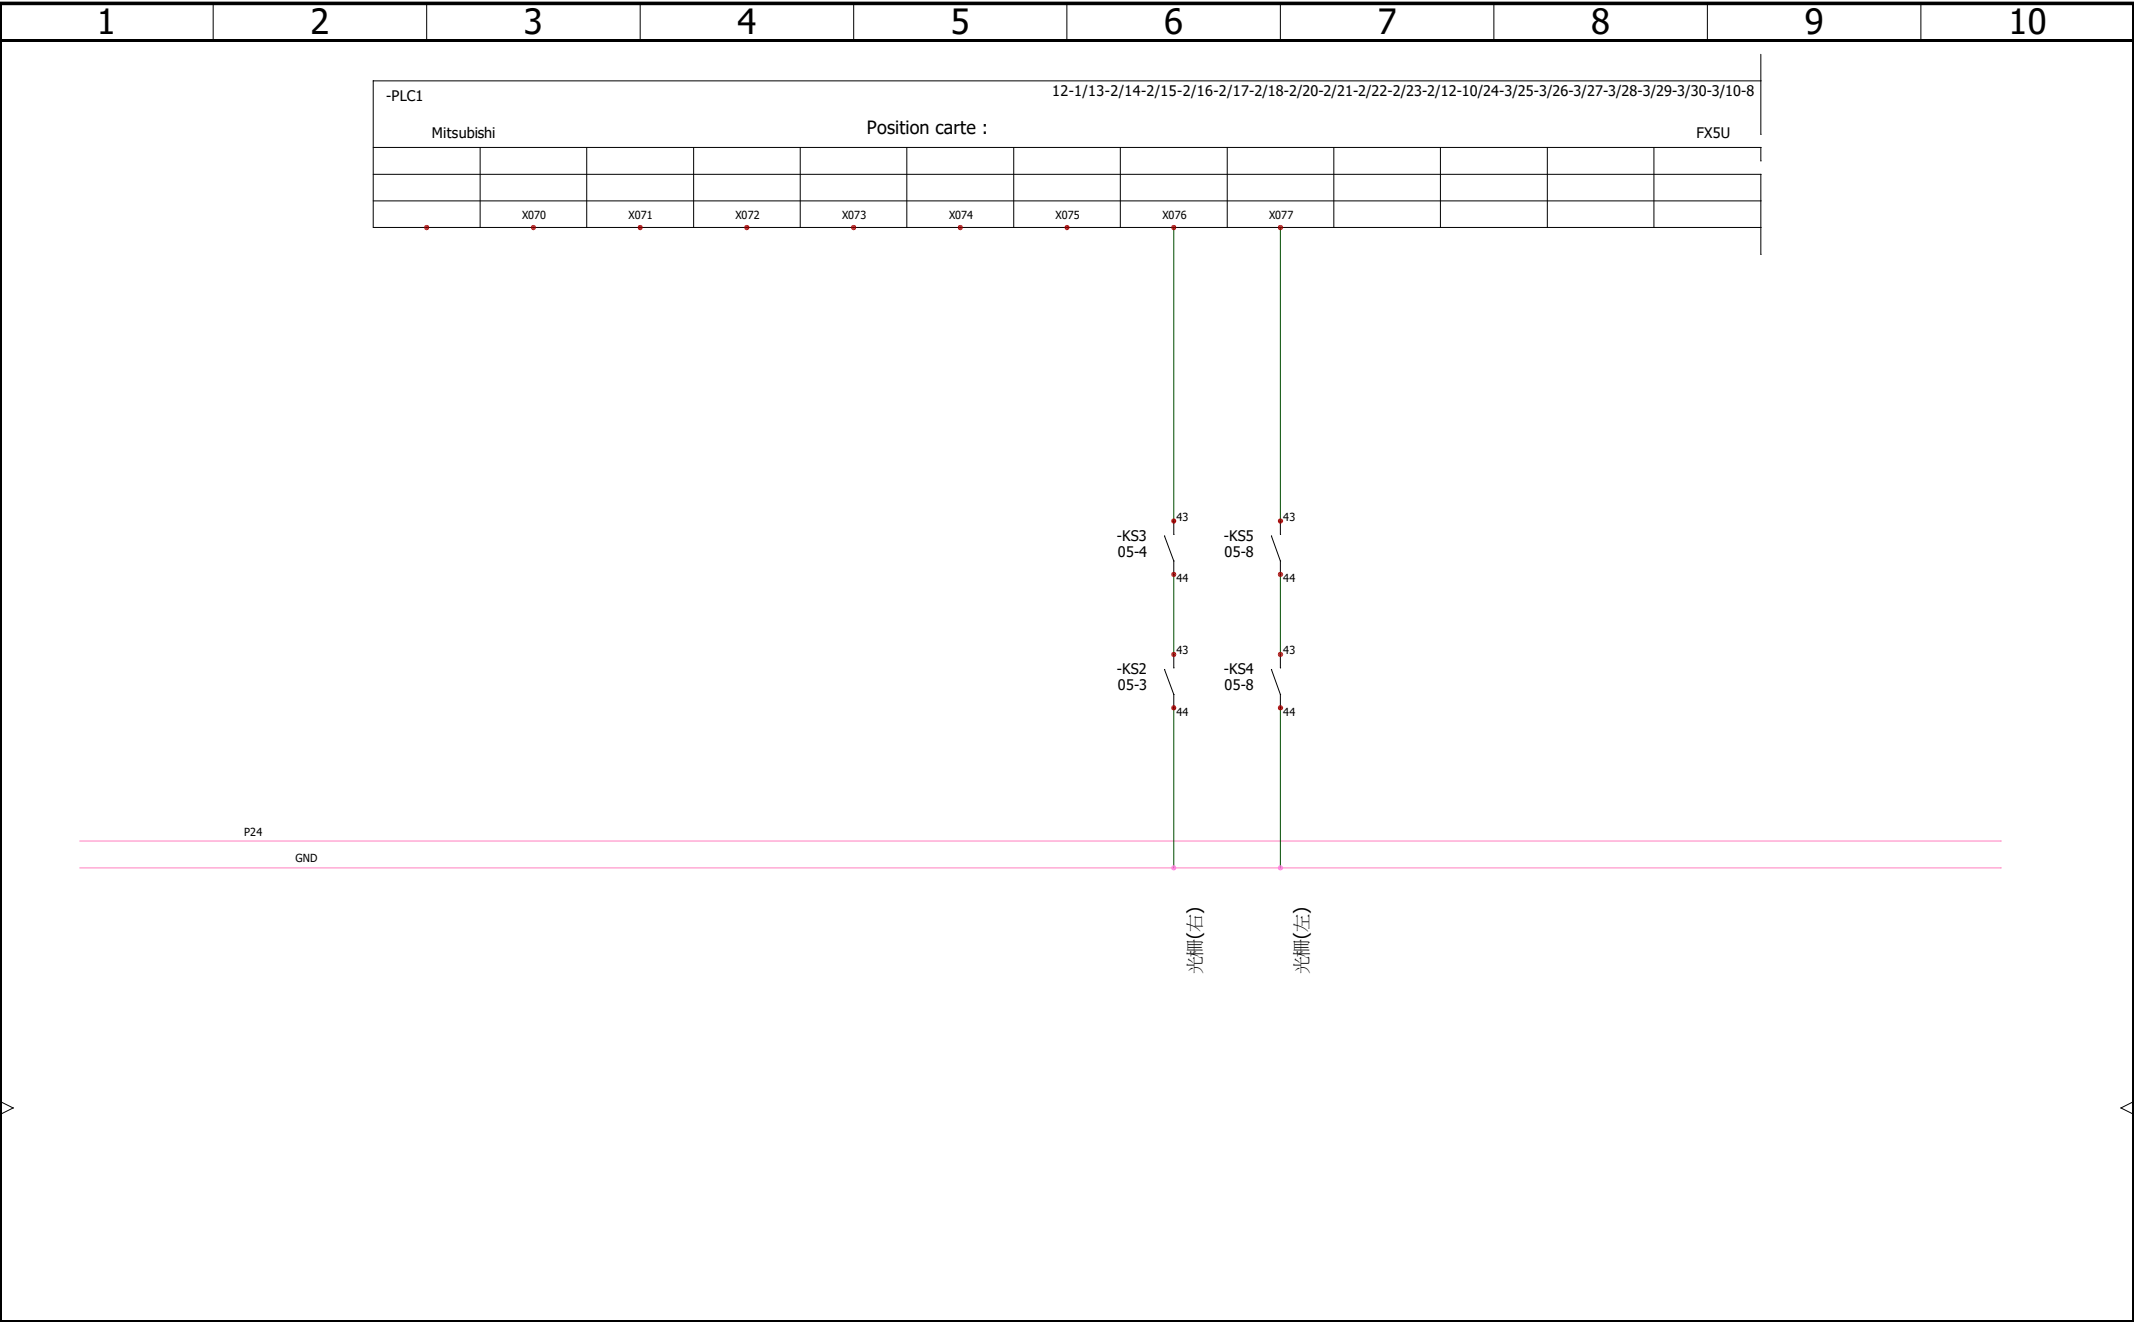 1 2 3 4 5 6 7 8 9 10
-PLC1 12-1/13-2/14-2/15-2/16-2/17-2/18-2/20-2/21-2/22-2/23-2/12-10/24-3/25-3/26-3/27-3/28-3/29-3/30-3/10-8
Mitsubishi Position carte : FX5U
X070 X071 X072 X073 X074 X075 X076 X077
43 43
-KS3 -KS5
05-4 05-8
44 44
43 43
-KS2 -KS4
05-3 05-8
44 44
P24
GND
光柵(右)
光柵(左)